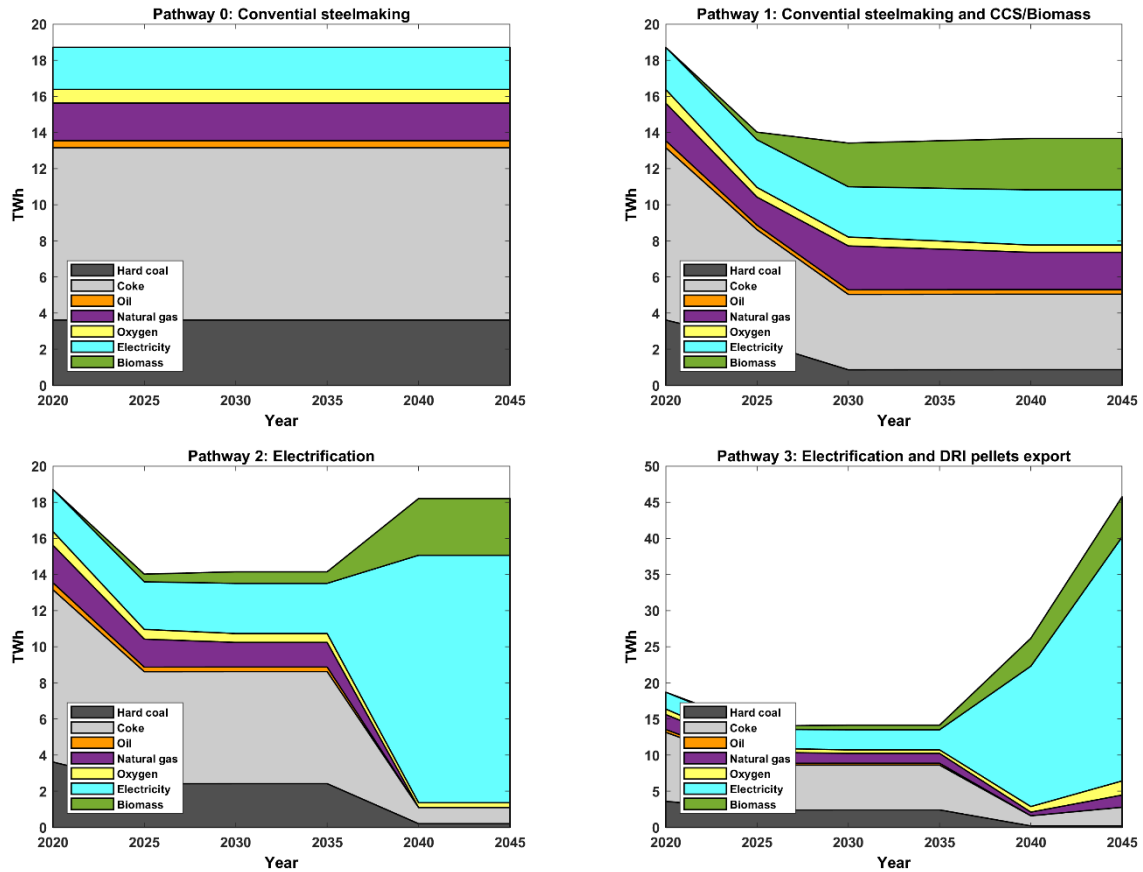 Pathway 0: Convential steelmaking
20
18
16
14
12
10
8
6
4
2
0
TWh
Hard coal
Coke
Oil
Natural gas
Oxygen
Electricity
Biomass
2020 2025 2030 2035 2040 2045
Year
Pathway 1: Convential steelmaking and CCS/Biomass
20
18
16
14
12
10
8
6
4
2
0
TWh
Hard coal
Coke
Oil
Natural gas
Oxygen
Electricity
Biomass
2020 2025 2030 2035 2040 2045
Year
Pathway 2: Electrification
20
18
16
14
12
10
8
6
4
2
0
TWh
Hard coal
Coke
Oil
Natural gas
Oxygen
Electricity
Biomass
2020 2025 2030 2035 2040 2045
Year
Pathway 3: Electrification and DRI pellets export
50
45
40
35
30
25
20
15
10
5
0
TWh
Hard coal
Coke
Oil
Natural gas
Oxygen
Electricity
Biomass
2020 2025 2030 2035 2040 2045
Year